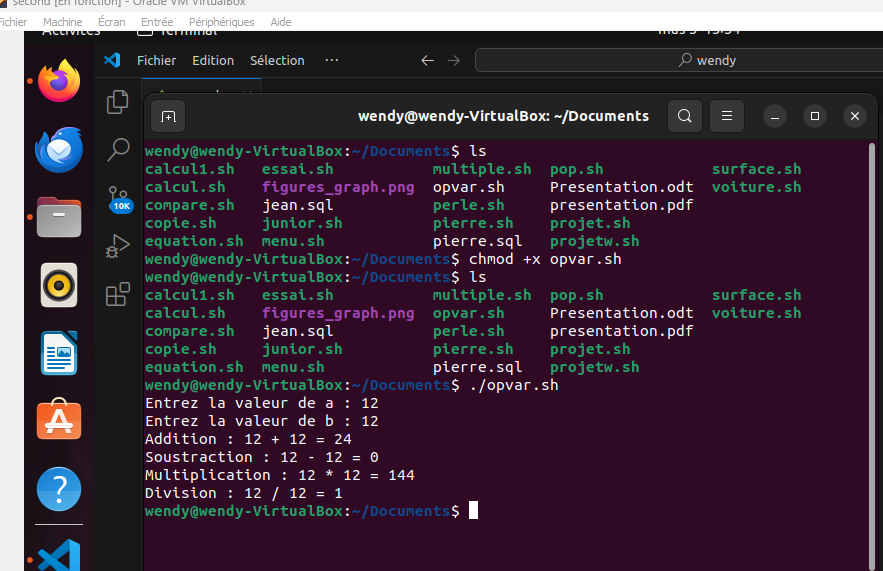 second [En fonction] - Oracle VM VirtualBox
Fichier Machine Écran Entrée Périphériques Aide
Activités Terminal
Fichier Edition Sélection ··· wendy
wendy@wendy-VirtualBox: ~/Documents
10K
wendy@wendy-VirtualBox:~/Documents$ ls
calcul1.sh essai.sh multiple.sh pop.sh surface.sh
calcul.sh figures_graph.png opvar.sh Presentation.odt voiture.sh
compare.sh jean.sql perle.sh presentation.pdf
copie.sh junior.sh pierre.sh projet.sh
equation.sh menu.sh pierre.sql projetw.sh
wendy@wendy-VirtualBox:~/Documents$ chmod +x opvar.sh
wendy@wendy-VirtualBox:~/Documents$ ls
calcul1.sh essai.sh multiple.sh pop.sh surface.sh
calcul.sh figures_graph.png opvar.sh Presentation.odt voiture.sh
compare.sh jean.sql perle.sh presentation.pdf
copie.sh junior.sh pierre.sh projet.sh
equation.sh menu.sh pierre.sql projetw.sh
wendy@wendy-VirtualBox:~/Documents$ ./opvar.sh
Entrez la valeur de a : 12
Entrez la valeur de b : 12
Addition : 12 + 12 = 24
Soustraction : 12 - 12 = 0
Multiplication : 12 * 12 = 144
Division : 12 / 12 = 1
wendy@wendy-VirtualBox:~/Documents$